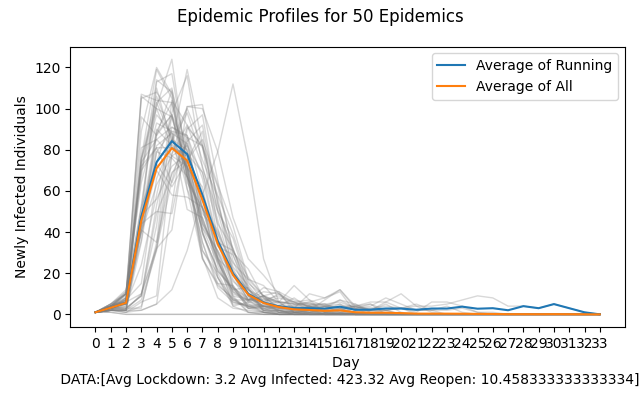 Epidemic Profiles for 50 Epidemics
Average of Running
Average of All
Newly Infected Individuals
120
100
80
60
40
20
0
0 1 2 3 4 5 6 7 8 9 10 11 12 13 14 15 16 17 18 19 20 21 22 23 24 25 26 27 28 29 30 31 32 33
Day
DATA:[Avg Lockdown: 3.2 Avg Infected: 423.32 Avg Reopen: 10.458333333333334]